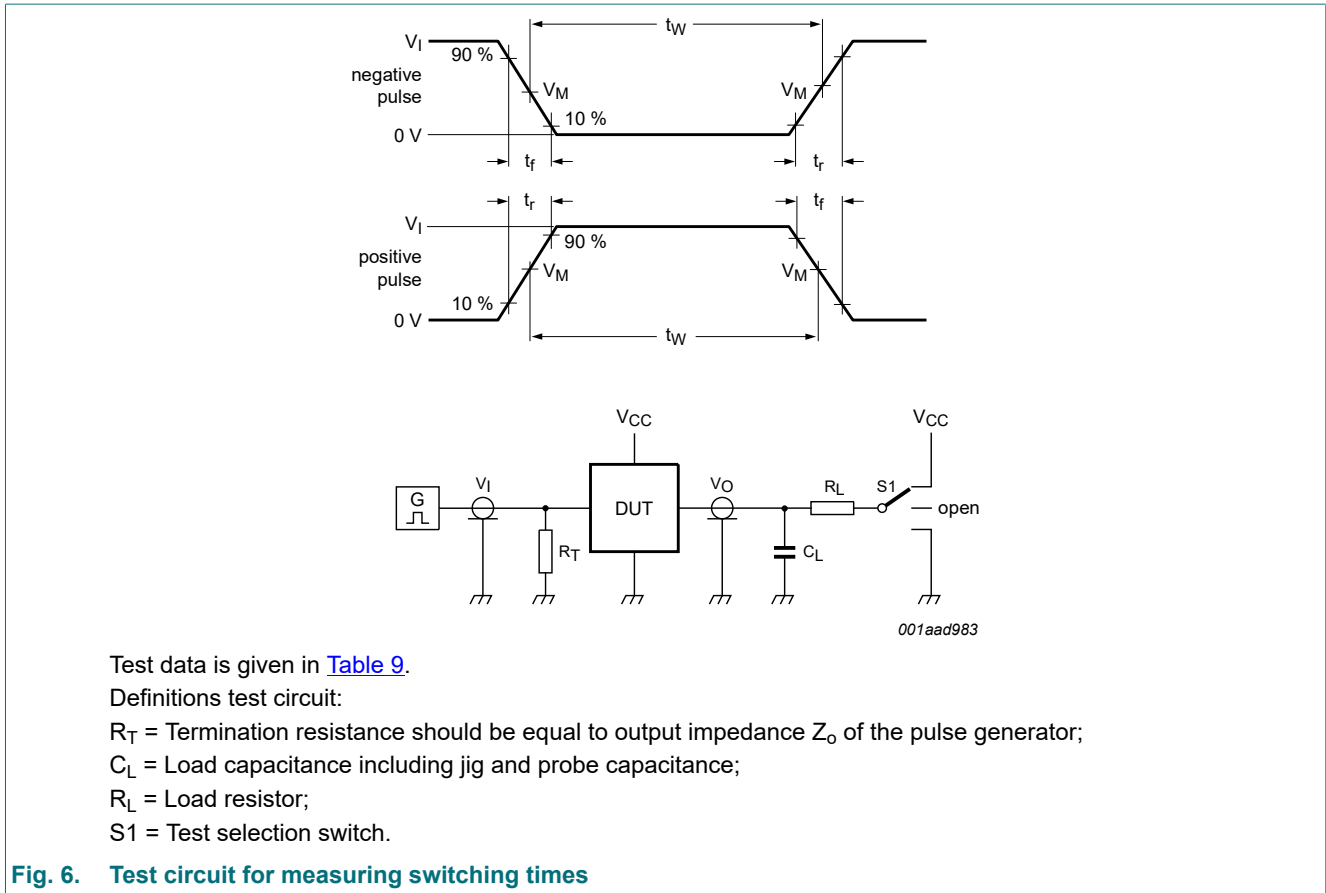 tW
VI
90 %
negative
pulse
VM
VM
10 %
0 V
tf
tr
tr
tf
VI
90 %
positive
pulse
VM
VM
10 %
0 V
tW
VCC
VCC
G
VI
DUT
VO
RL
S1
open
RT
CL
001aad983
Test data is given in Table 9.
Definitions test circuit:
RT = Termination resistance should be equal to output impedance Zo of the pulse generator;
CL = Load capacitance including jig and probe capacitance;
RL = Load resistor;
S1 = Test selection switch.
Fig. 6. Test circuit for measuring switching times